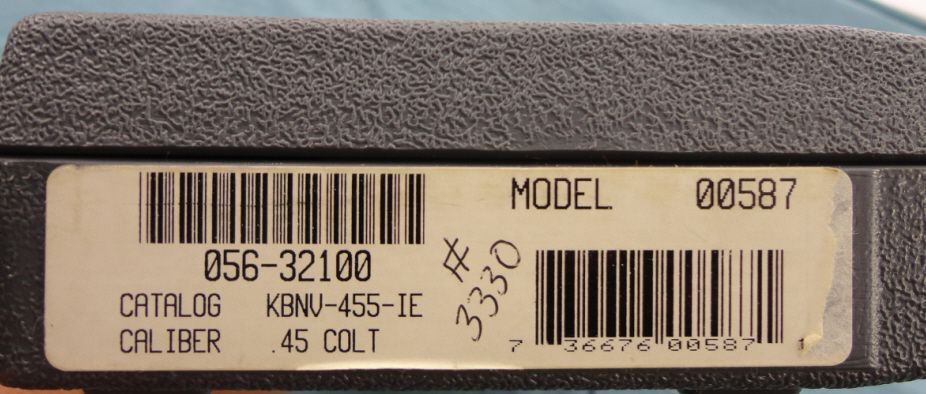 MODEL 00587
056-32100
CATALOG KBNV-455-IE
CALIBER .45 COLT
# 3330
7 36676 00587 1